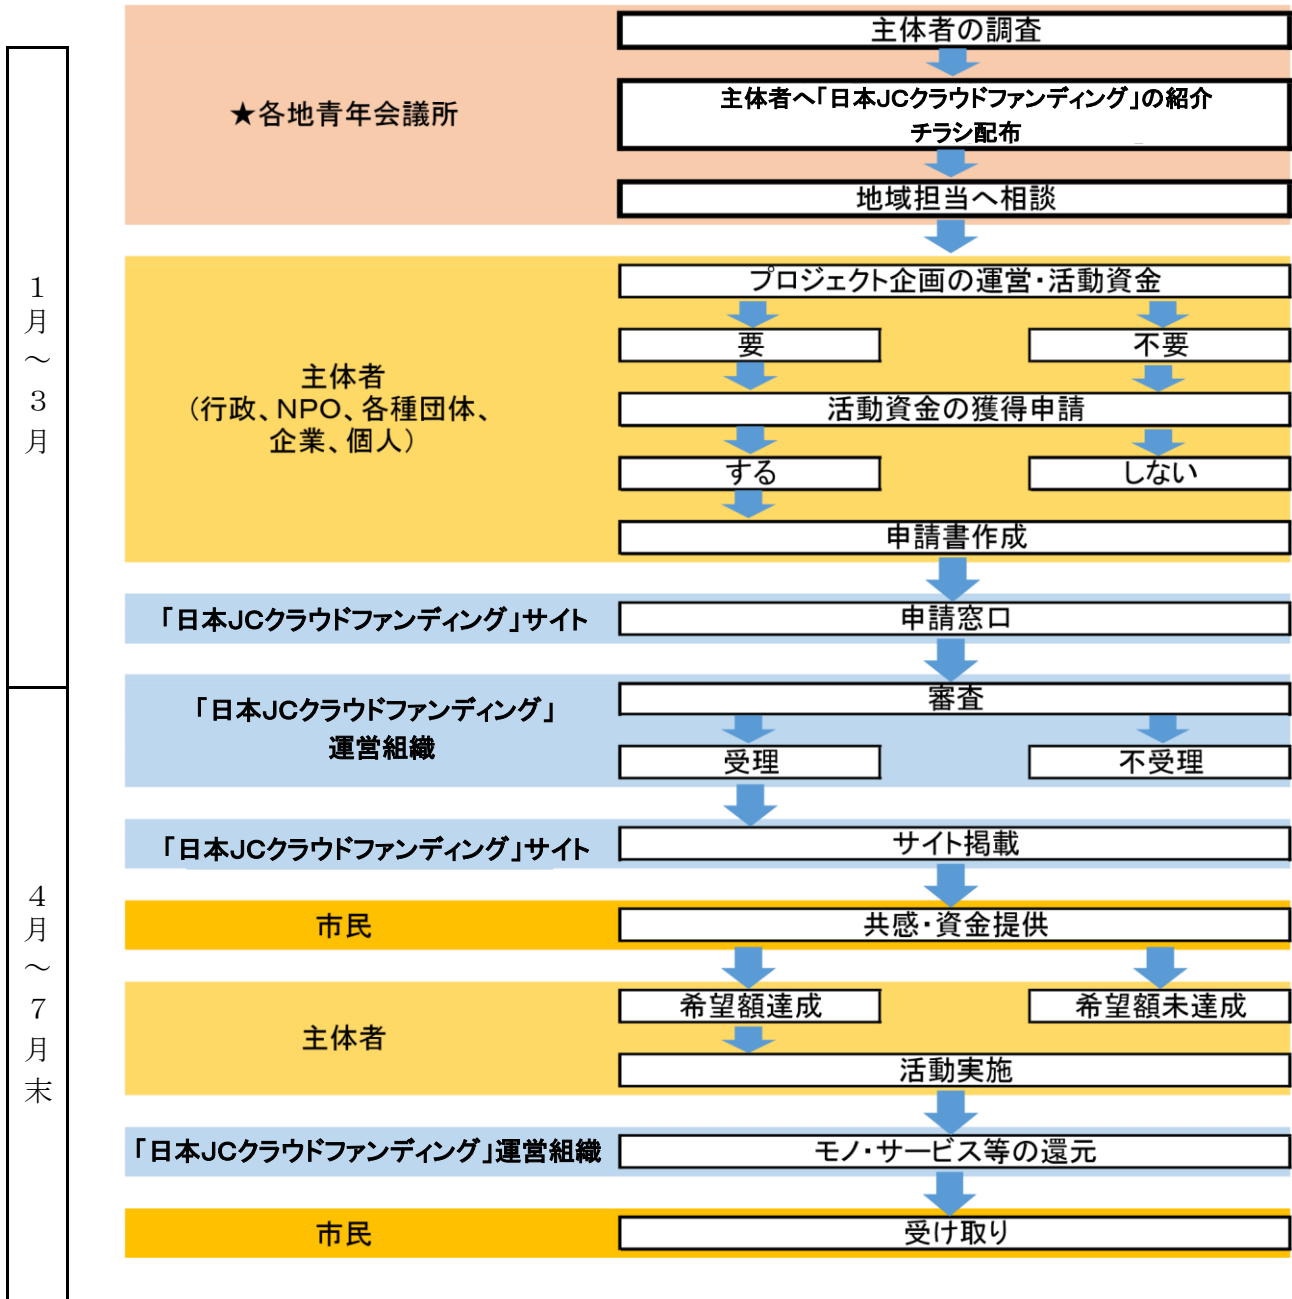 1月～3月
★各地青年会議所
主体者の調査
主体者へ「日本JCクラウドファンディング」の紹介
チラシ配布
地域担当へ相談
主体者
（行政、NPO、各種団体、
企業、個人）
プロジェクト企画の運営・活動資金
要
不要
活動資金の獲得申請
する
しない
申請書作成
「日本JCクラウドファンディング」サイト
申請窓口
4月～7月末
「日本JCクラウドファンディング」
運営組織
審査
受理
不受理
「日本JCクラウドファンディング」サイト
サイト掲載
市民
共感・資金提供
主体者
希望額達成
希望額未達成
活動実施
「日本JCクラウドファンディング」運営組織
モノ・サービス等の還元
市民
受け取り